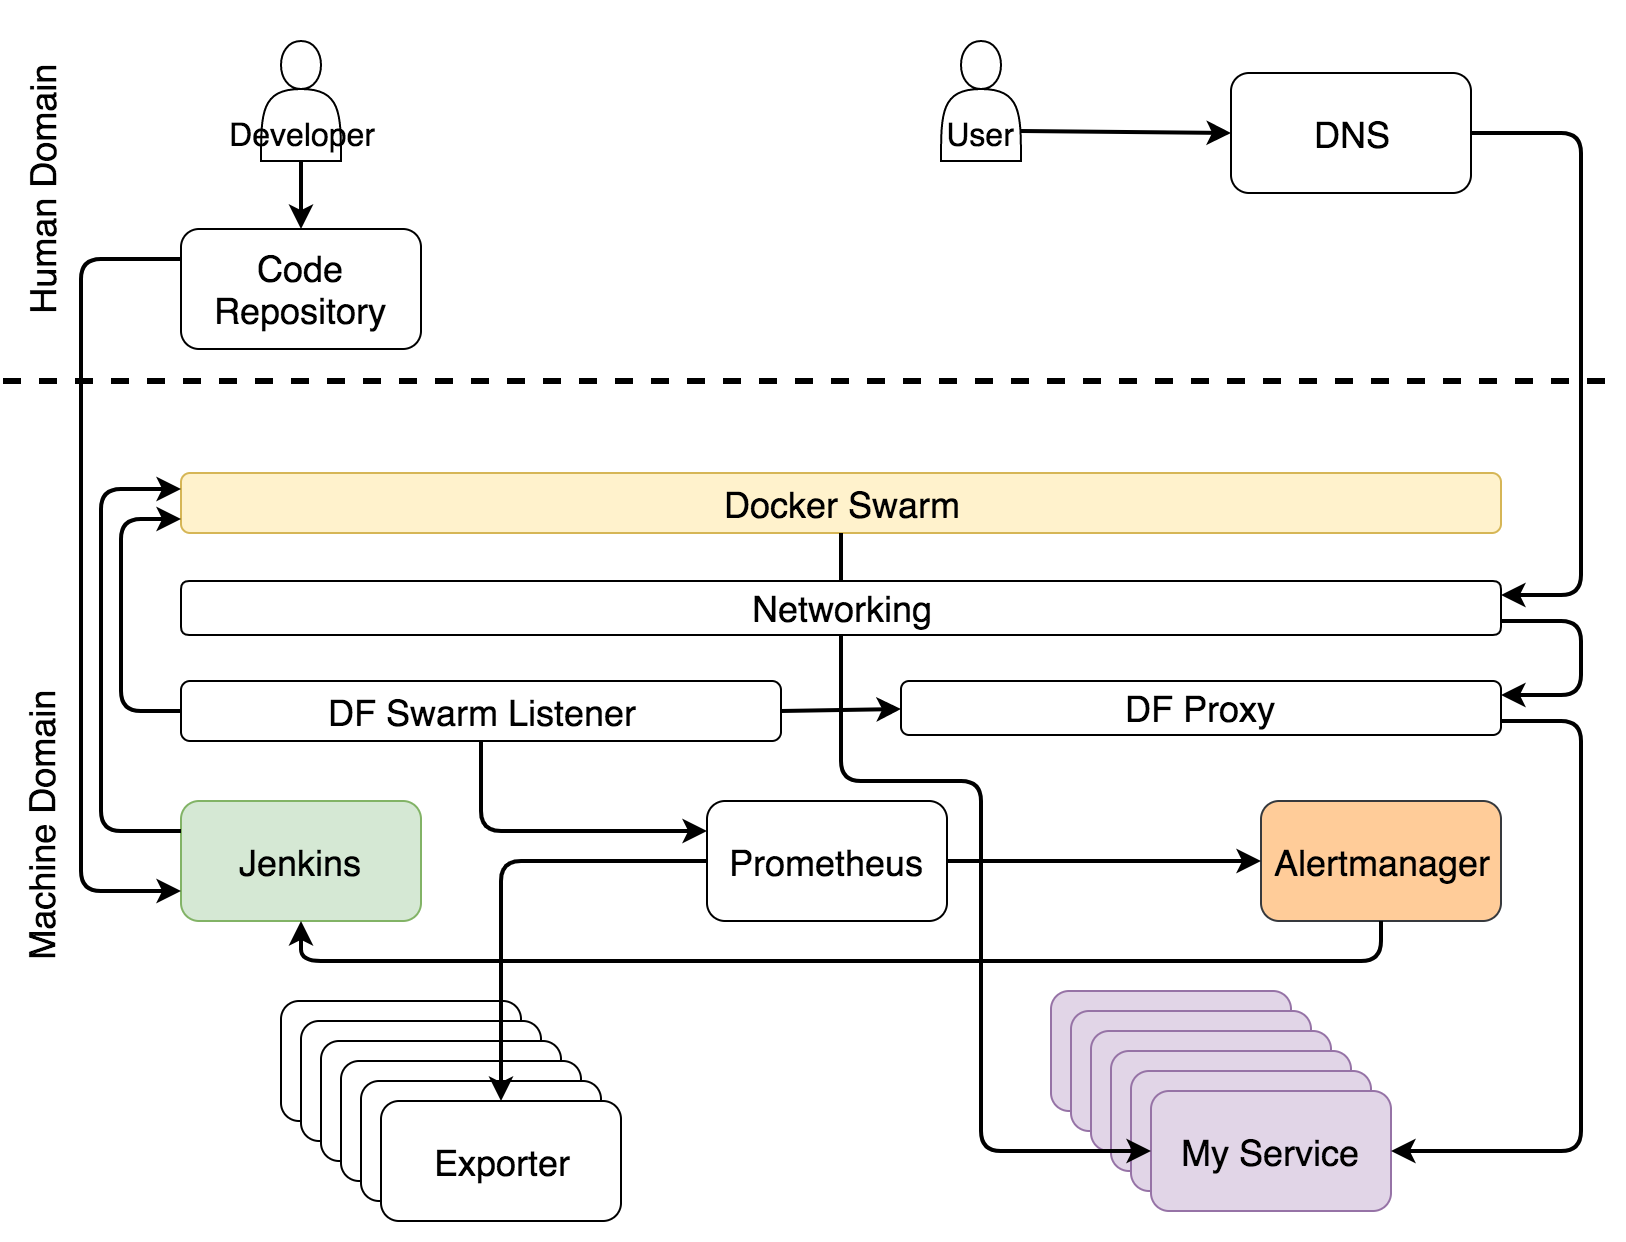 Human Domain
Developer
User
DNS
Code
Repository
Docker Swarm
Networking
Machine Domain
DF Swarm Listener
DF Proxy
Jenkins
Prometheus
Alertmanager
Exporter
My Service